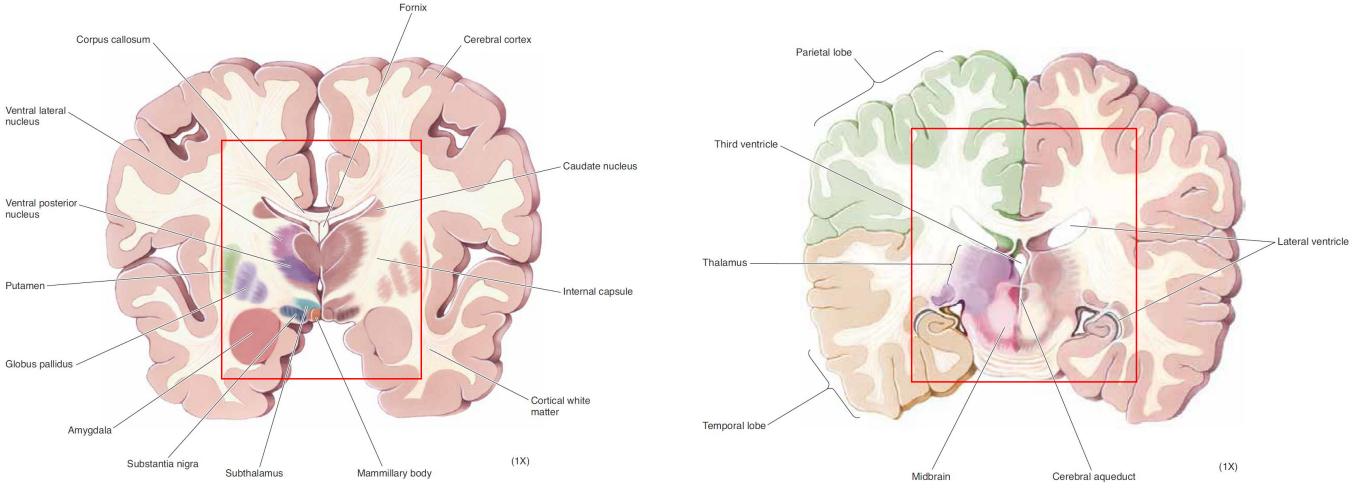 Fornix
Corpus callosum
Cerebral cortex
Ventral lateral
nucleus
Caudate nucleus
Ventral posterior
nucleus
Putamen
Internal capsule
Globus pallidus
Cortical white
matter
Amygdala
Substantia nigra
Subthalamus
Mammillary body
(1X)
Parietal lobe
Third ventricle
Lateral ventricle
Thalamus
Temporal lobe
Midbrain
Cerebral aqueduct
(1X)